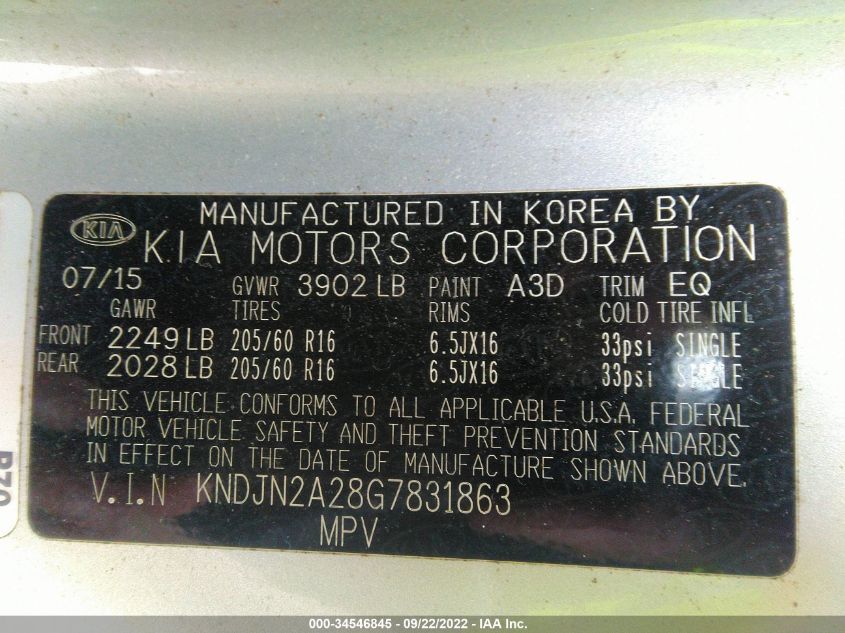 MANUFACTURED IN KOREA BY
KIA KIA MOTORS CORPORATION
07/15 GVWR 3902 LB PAINT A3D TRIM EQ
GAWR TIRES RIMS COLD TIRE INFL
FRONT 2249 LB 205/60 R16 6.5JX16 33psi SINGLE
REAR 2028 LB 205/60 R16 6.5JX16 33psi SINGLE
THIS VEHICLE CONFORMS TO ALL APPLICABLE U.S.A. FEDERAL
MOTOR VEHICLE SAFETY AND THEFT PREVENTION STANDARDS
IN EFFECT ON THE DATE OF MANUFACTURE SHOWN ABOVE.
V.I.N KNDJN2A28G7831863
MPV
000-34546845 - 09/22/2022 - IAA Inc.